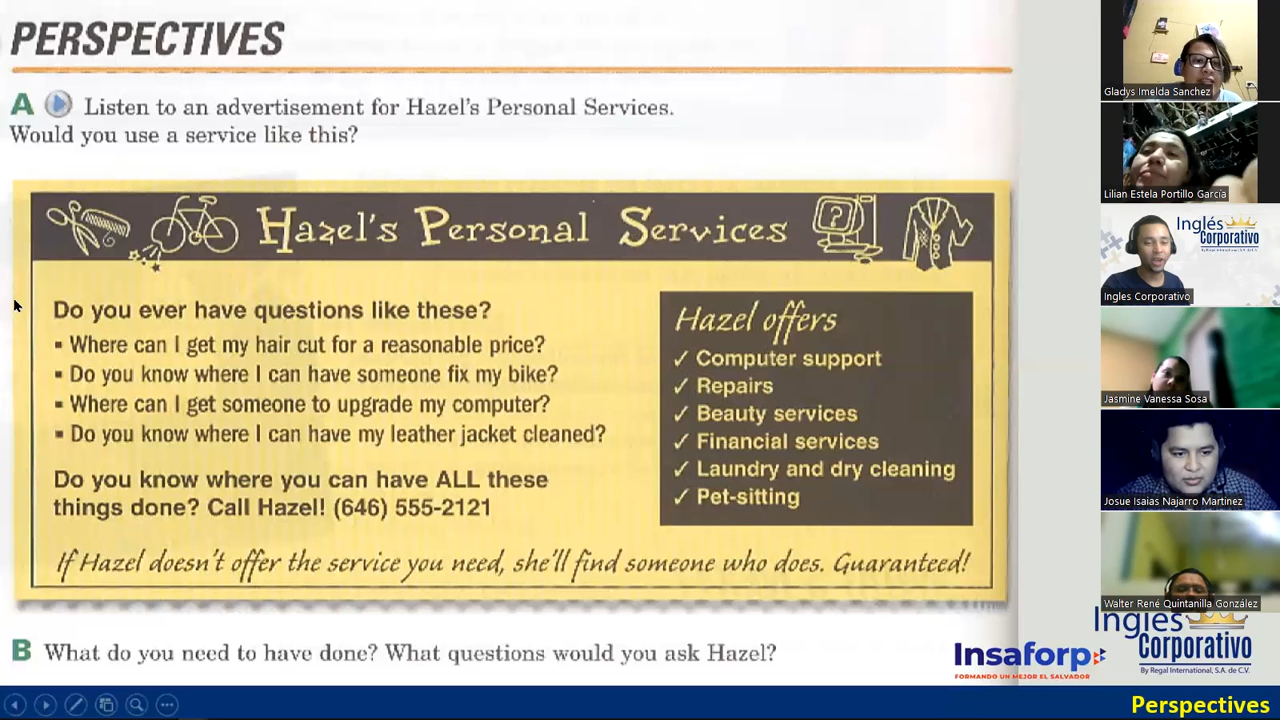 PERSPECTIVES
A Listen to an advertisement for Hazel's Personal Services.
Would you use a service like this?
Hazel's Personal Services
Do you ever have questions like these?
▪ Where can I get my hair cut for a reasonable price?
▪ Do you know where I can have someone fix my bike?
▪ Where can I get someone to upgrade my computer?
▪ Do you know where I can have my leather jacket cleaned?
Do you know where you can have ALL these
things done? Call Hazel! (646) 555-2121
Hazel offers
✓ Computer support
✓ Repairs
✓ Beauty services
✓ Financial services
✓ Laundry and dry cleaning
✓ Pet-sitting
If Hazel doesn't offer the service you need, she'll find someone who does. Guaranteed!
B What do you need to have done? What questions would you ask Hazel?
Insaforp
FORMANDO UN MEJOR EL SALVADOR
Inglés
Corporativo
By Regal International, S.A. de C.V.
Perspectives
Gladys Imelda Sanchez
Lilian Estela Portillo García
Inglés
Corporativo
Ingles Corporativo
Jasmine Vanessa Sosa
Josue Isaias Najarro Martinez
Walter René Quintanilla González